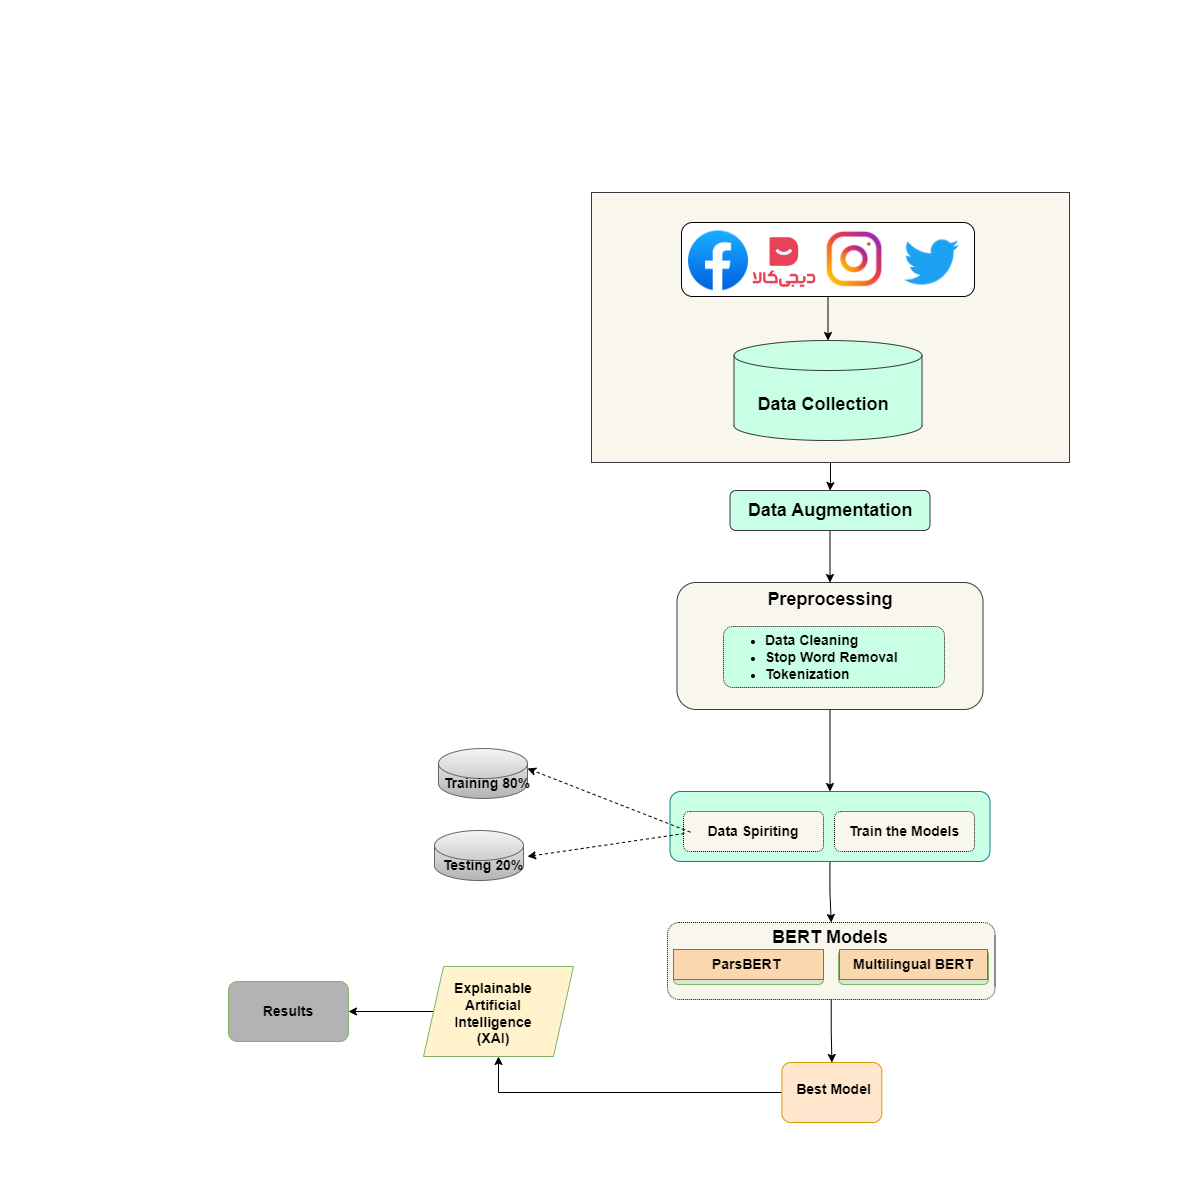 دیجی‌کالا
Data Collection
Data Augmentation
Preprocessing
Data Cleaning
Stop Word Removal
Tokenization
Training 80%
Data Spiriting
Train the Models
Testing 20%
BERT Models
ParsBERT
Multilingual BERT
Explainable
Artificial
Intelligence
(XAI)
Results
Best Model